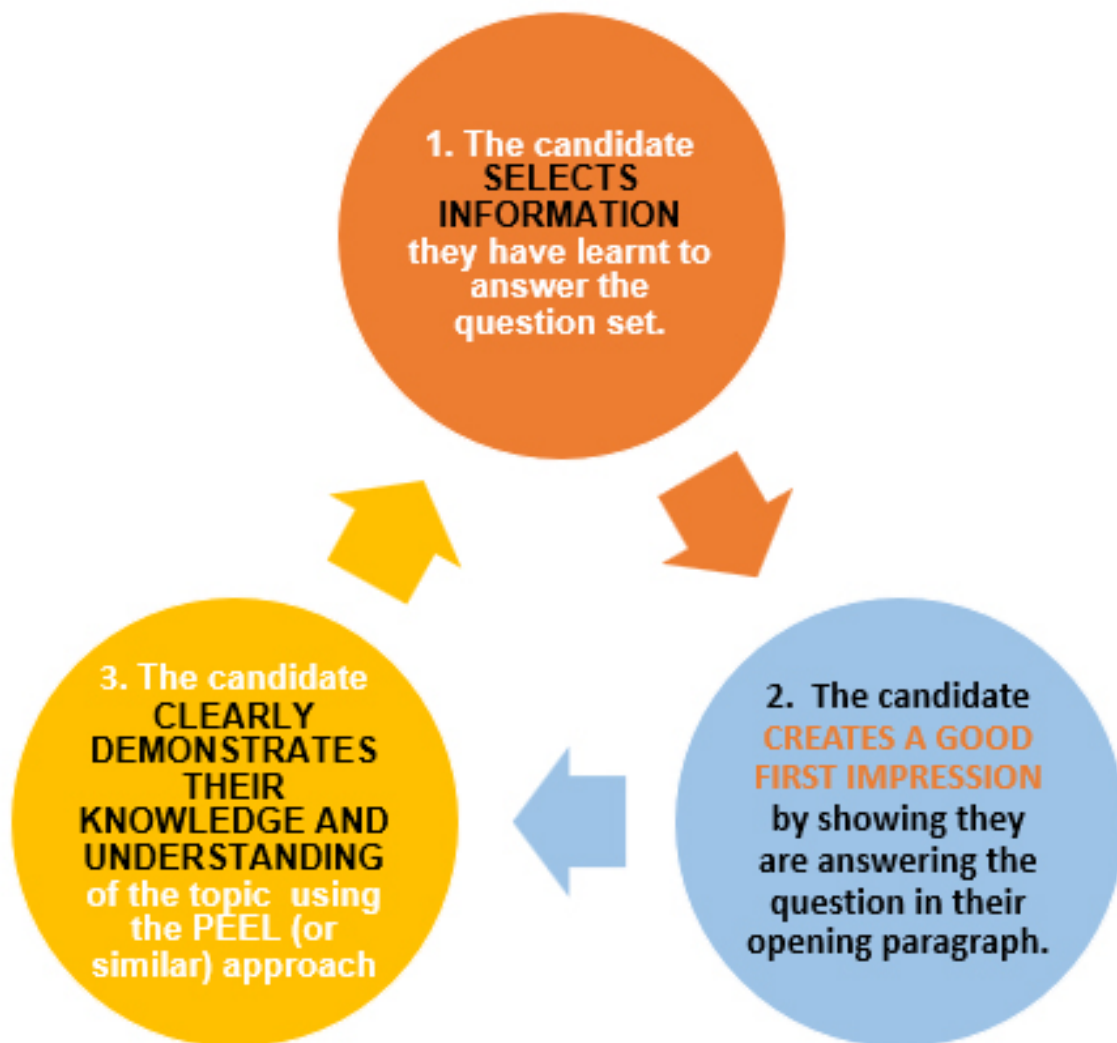 1. The candidate
SELECTS
INFORMATION
they have learnt to
answer the
question set.
2. The candidate
CREATES A GOOD
FIRST IMPRESSION
by showing they
are answering the
question in their
opening paragraph.
3. The candidate
CLEARLY
DEMONSTRATES
THEIR
KNOWLEDGE AND
UNDERSTANDING
of the topic using
the PEEL (or
similar) approach